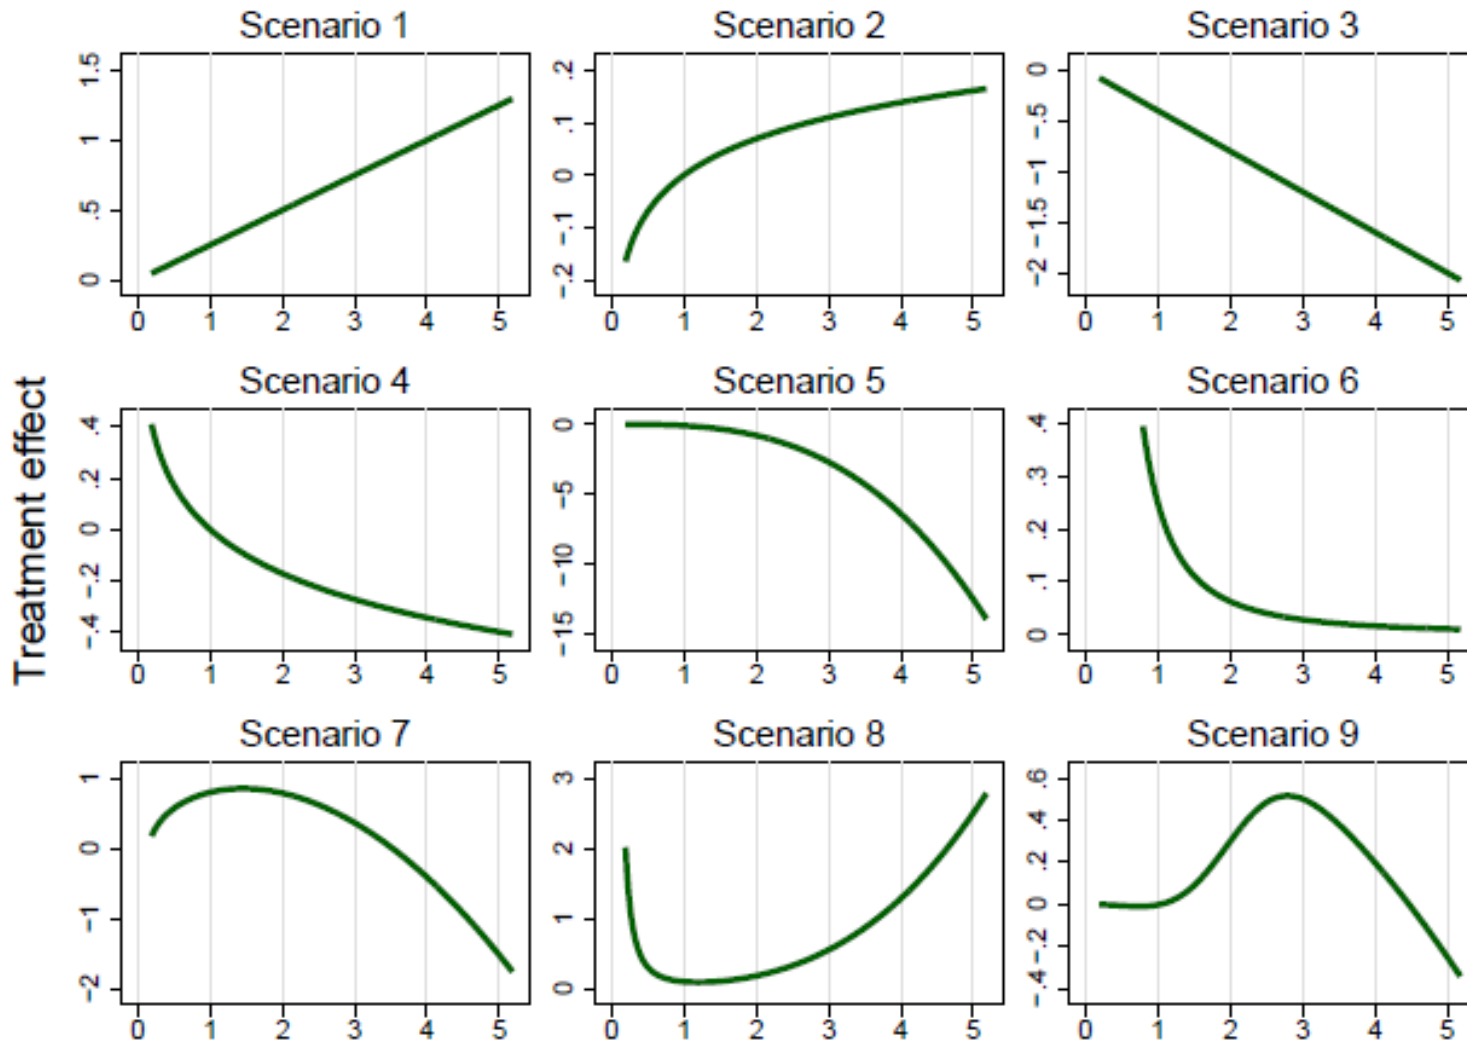 Treatment effect
Scenario 1
1.5
1
.5
0
0 1 2 3 4 5
Scenario 2
.2
.1
0
-.1
-.2
0 1 2 3 4 5
Scenario 3
0
-.5
-1
-1.5
-2
0 1 2 3 4 5
Scenario 4
.4
.2
0
-.2
-.4
0 1 2 3 4 5
Scenario 5
0
-5
-10
-15
0 1 2 3 4 5
Scenario 6
.4
.3
.2
.1
0
0 1 2 3 4 5
Scenario 7
1
0
-1
-2
0 1 2 3 4 5
Scenario 8
3
2
1
0
0 1 2 3 4 5
Scenario 9
.6
.4
.2
0
-.2
-.4
0 1 2 3 4 5